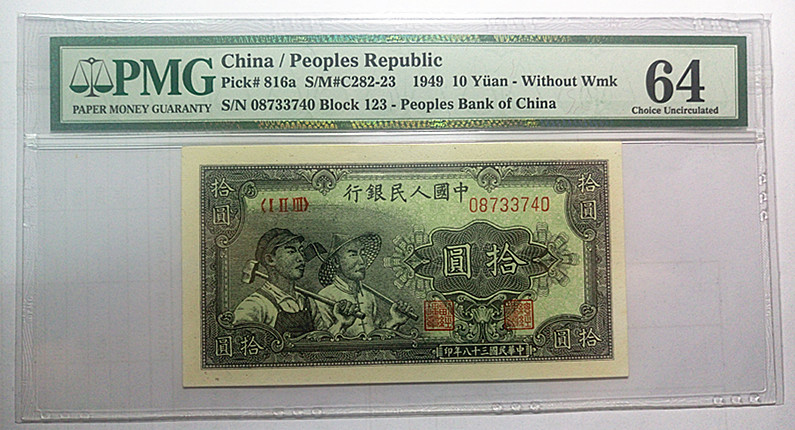 PMG
PAPER MONEY GUARANTY
China / Peoples Republic
Pick# 816a S/M#C282-23 1949 10 Yüan - Without Wmk
S/N 08733740 Block 123 - Peoples Bank of China
64
Choice Uncirculated
行銀民人國中
〈I II III〉
08733740
拾圓
拾圓
圓拾
圓拾
圓拾
印年八十三國民華中